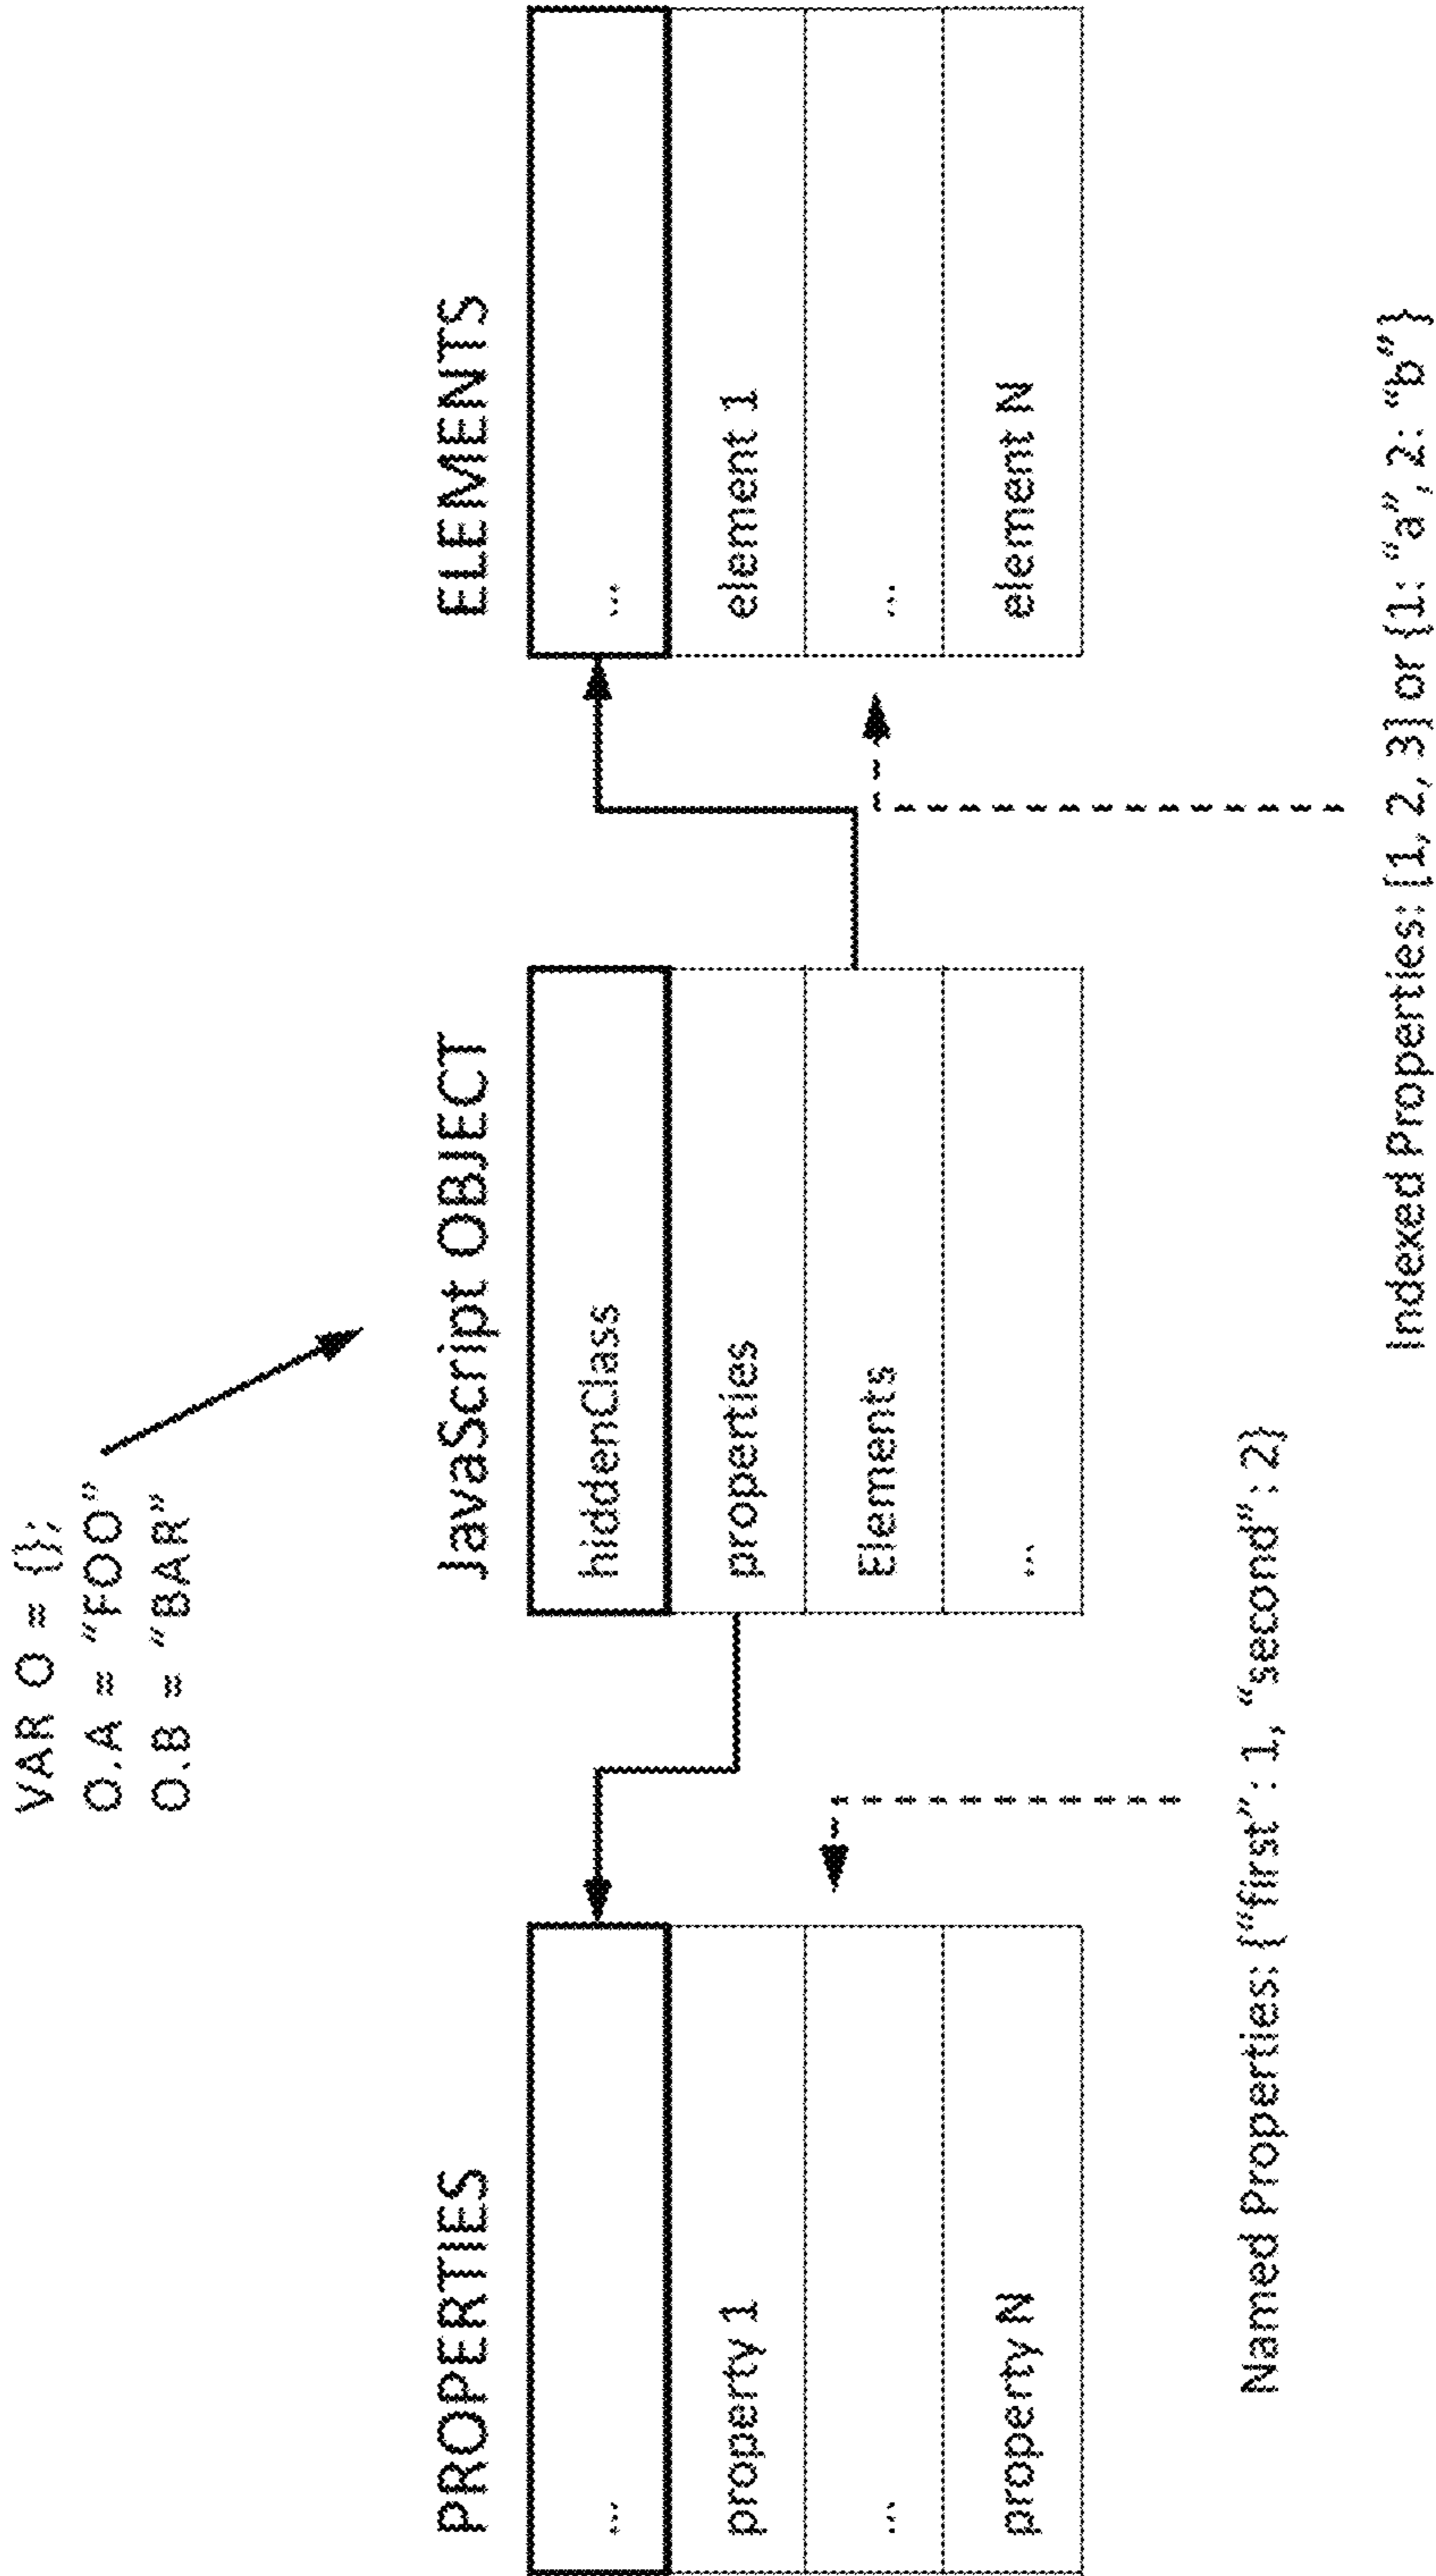 VAR O = {};
O.A = "FOO"
O.B = "BAR"
PROPERTIES
...
property 1
...
property N
JavaScript OBJECT
hiddenClass
properties
Elements
...
ELEMENTS
...
element 1
...
element N
Named Properties: {"first": 1, "second": 2}
Indexed Properties: [1, 2, 3] or {1: "a", 2: "b"}